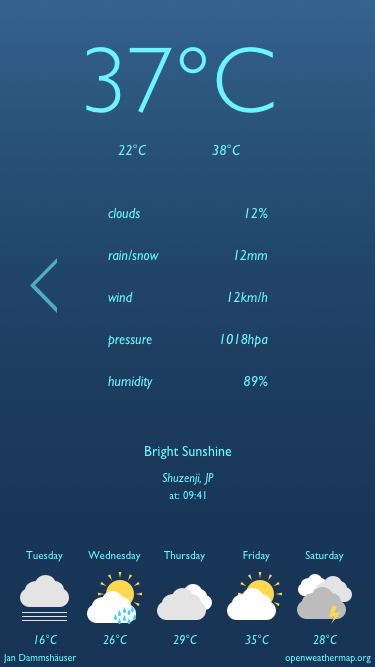 37°C
22°C 38°C
clouds 12%
rain/snow 12mm
wind 12km/h
pressure 1018hpa
humidity 89%
Bright Sunshine
Shuzenji, JP
at: 09:41
Tuesday Wednesday Thursday Friday Saturday
16°C 26°C 29°C 35°C 28°C
Jan Dammshäuser openweathermap.org